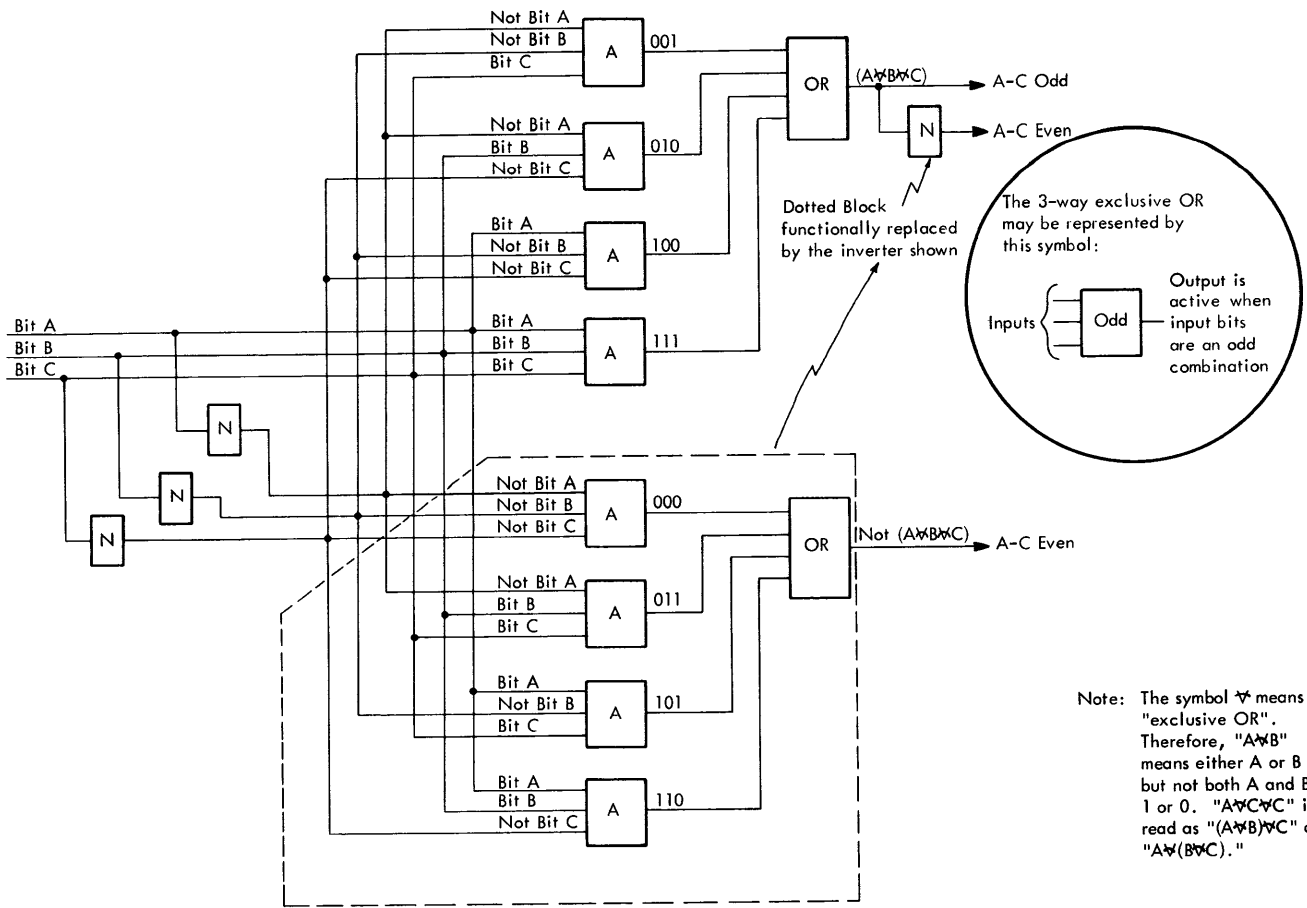 Not Bit A
Not Bit B
Bit C
A
001
OR
(A∀B∀C)
A-C Odd
N
A-C Even
Not Bit A
Bit B
Not Bit C
A
010
Bit A
Not Bit B
Not Bit C
A
100
Bit A
Bit B
Bit C
A
111
Dotted Block
functionally replaced
by the inverter shown
The 3-way exclusive OR
may be represented by
this symbol:
Inputs
Odd
Output is
active when
input bits
are an odd
combination
Bit A
Bit B
Bit C
N
N
N
Not Bit A
Not Bit B
Not Bit C
A
000
OR
Not (A∀B∀C)
A-C Even
Not Bit A
Bit B
Bit C
A
011
Bit A
Not Bit B
Bit C
A
101
Bit A
Bit B
Not Bit C
A
110
Note: The symbol ∀ means
"exclusive OR".
Therefore, "A∀B"
means either A or B
but not both A and B
1 or 0. "A∀C∀C" i
read as "(A∀B)∀C"
"A∀(B∀C)."